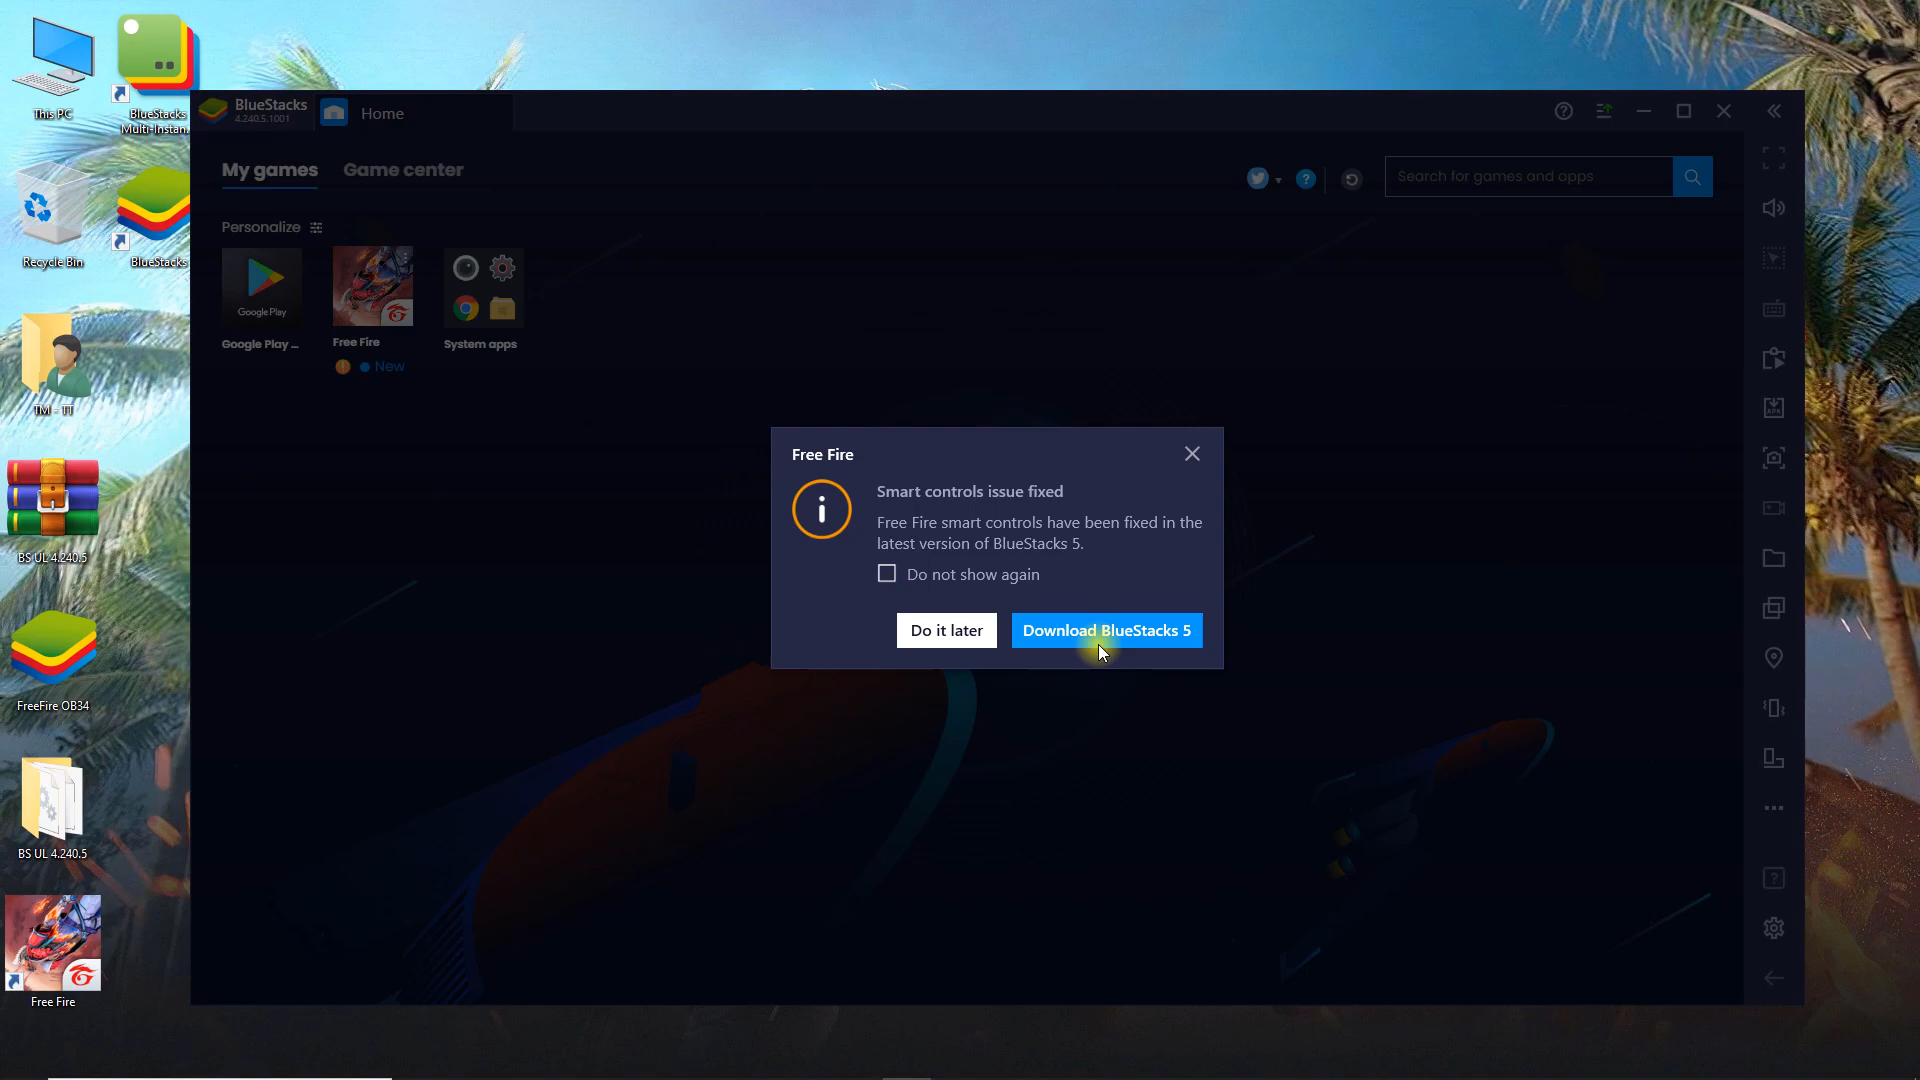 This PC
BlueStacks
Multi-Instan...
Recycle Bin
BlueStacks
TM - TT
BS UL 4.240.5
FreeFire OB34
BS UL 4.240.5
Free Fire
BlueStacks
4.240.5.1001
Home
My games
Game center
Search for games and apps
Personalize
Google Play
Google Play ...
Free Fire
New
System apps
APK
Free Fire
Smart controls issue fixed
Free Fire smart controls have been fixed in the
latest version of BlueStacks 5.
Do not show again
Do it later
Download BlueStacks 5